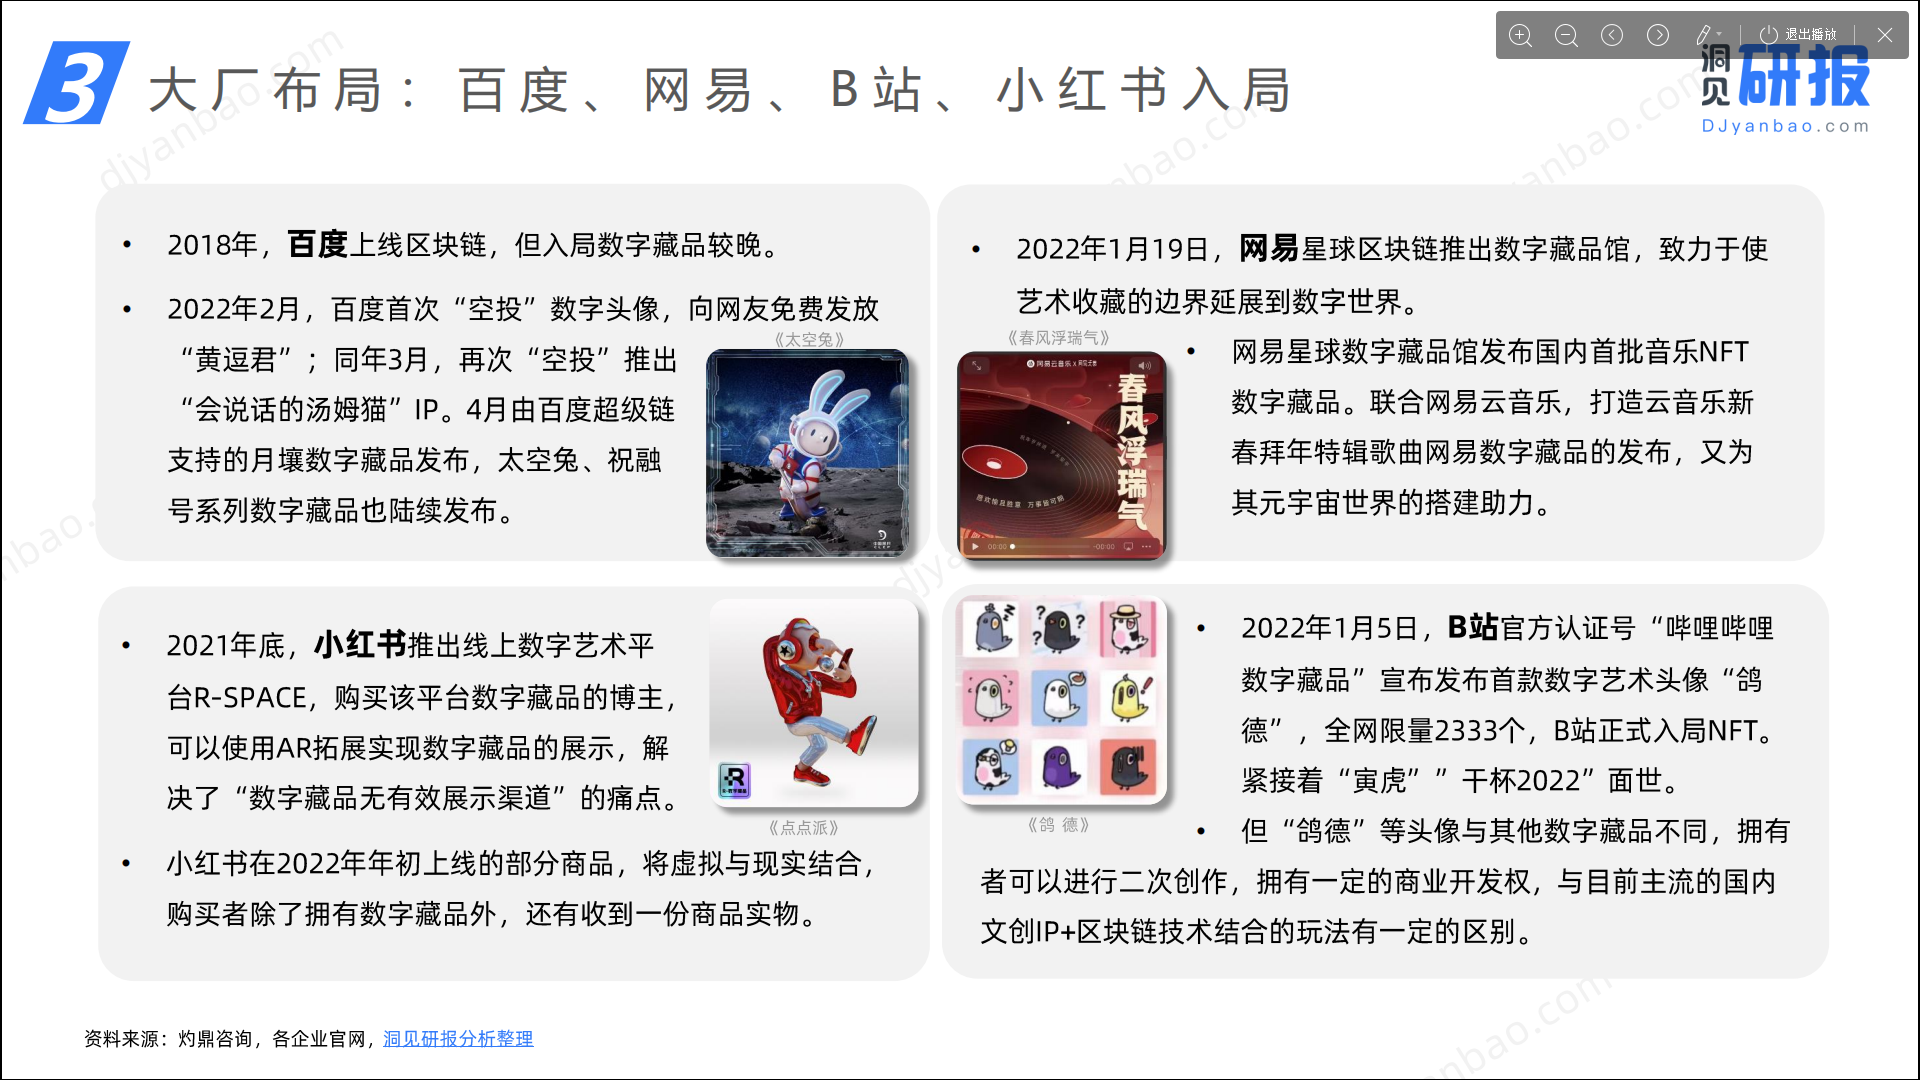 退出播放
3
大厂布局：百度、网易、B站、小红书入局
洞见研报
DJyanbao.com
• 2018年，百度上线区块链，但入局数字藏品较晚。
• 2022年2月，百度首次“空投”数字头像，向网友免费发放
“黄逗君”；同年3月，再次“空投”推出
“会说话的汤姆猫”IP。4月由百度超级链
支持的月壤数字藏品发布，太空兔、祝融
号系列数字藏品也陆续发布。
《太空兔》
• 2022年1月19日，网易星球区块链推出数字藏品馆，致力于使
艺术收藏的边界延展到数字世界。
《春风浮瑞气》
网易云音乐 x
春风浮瑞气
万事皆可期
00:00
-00:00
• 网易星球数字藏品馆发布国内首批音乐NFT
数字藏品。联合网易云音乐，打造云音乐新
春拜年特辑歌曲网易数字藏品的发布，又为
其元宇宙世界的搭建助力。
• 2021年底，小红书推出线上数字艺术平
台R-SPACE，购买该平台数字藏品的博主，
可以使用AR拓展实现数字藏品的展示，解
决了“数字藏品无有效展示渠道”的痛点。
R
《点点派》
• 小红书在2022年年初上线的部分商品，将虚拟与现实结合，
购买者除了拥有数字藏品外，还有收到一份商品实物。
《鸽 德》
• 2022年1月5日，B站官方认证号“哔哩哔哩
数字藏品”宣布发布首款数字艺术头像“鸽
德”，全网限量2333个，B站正式入局NFT。
紧接着“寅虎””干杯2022”面世。
• 但“鸽德”等头像与其他数字藏品不同，拥有
者可以进行二次创作，拥有一定的商业开发权，与目前主流的国内
文创IP+区块链技术结合的玩法有一定的区别。
资料来源：灼鼎咨询，各企业官网，洞见研报分析整理
djyanbao.com